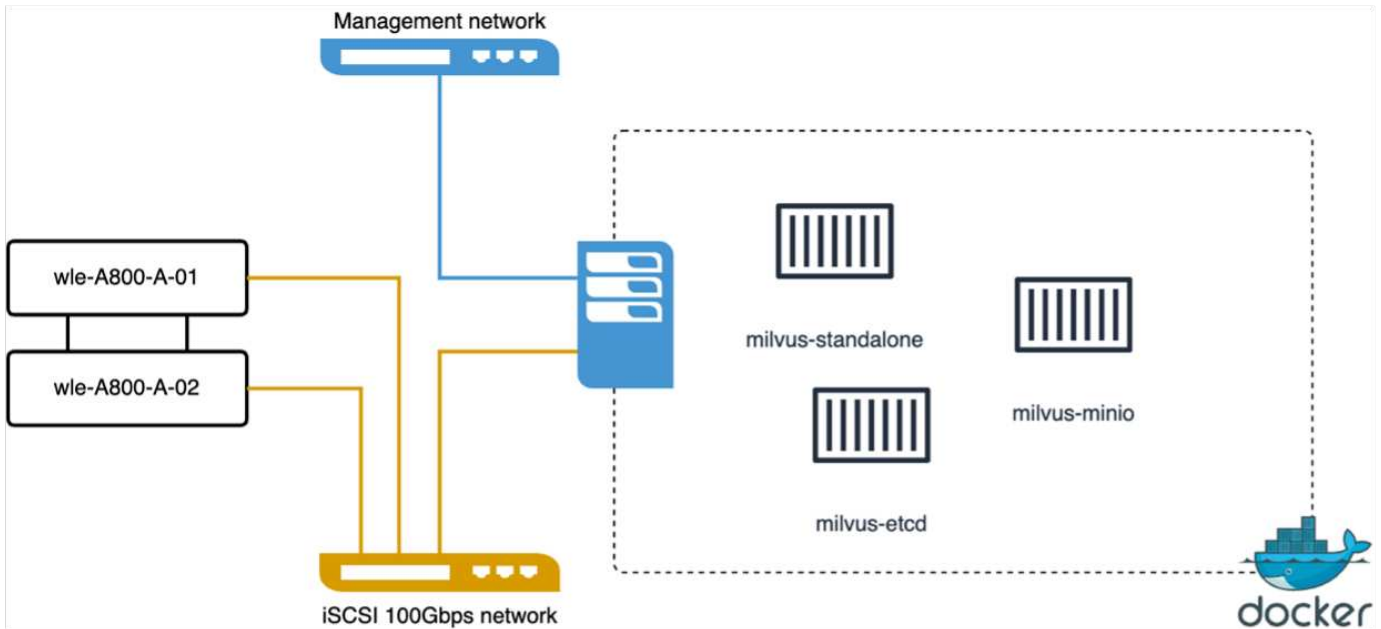 Management network
wle-A800-A-01
wle-A800-A-02
milvus-standalone
milvus-minio
milvus-etcd
iSCSI 100Gbps network
docker